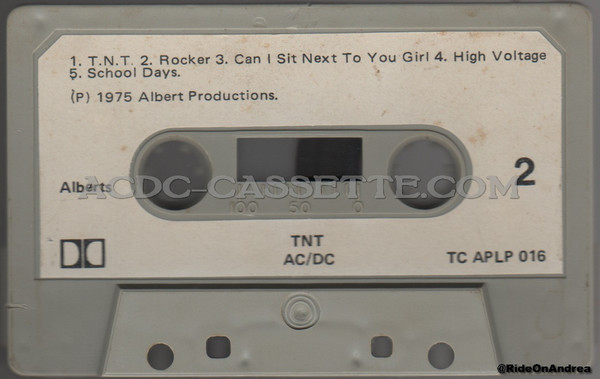 1. T.N.T. 2. Rocker 3. Can I Sit Next To You Girl 4. High Voltage
5. School Days.
(P) 1975 Albert Productions.
Alberts
ACDC-CASSETTE.COM
2
100 50 0
TNT
AC/DC
TC APLP 016
@RideOnAndrea